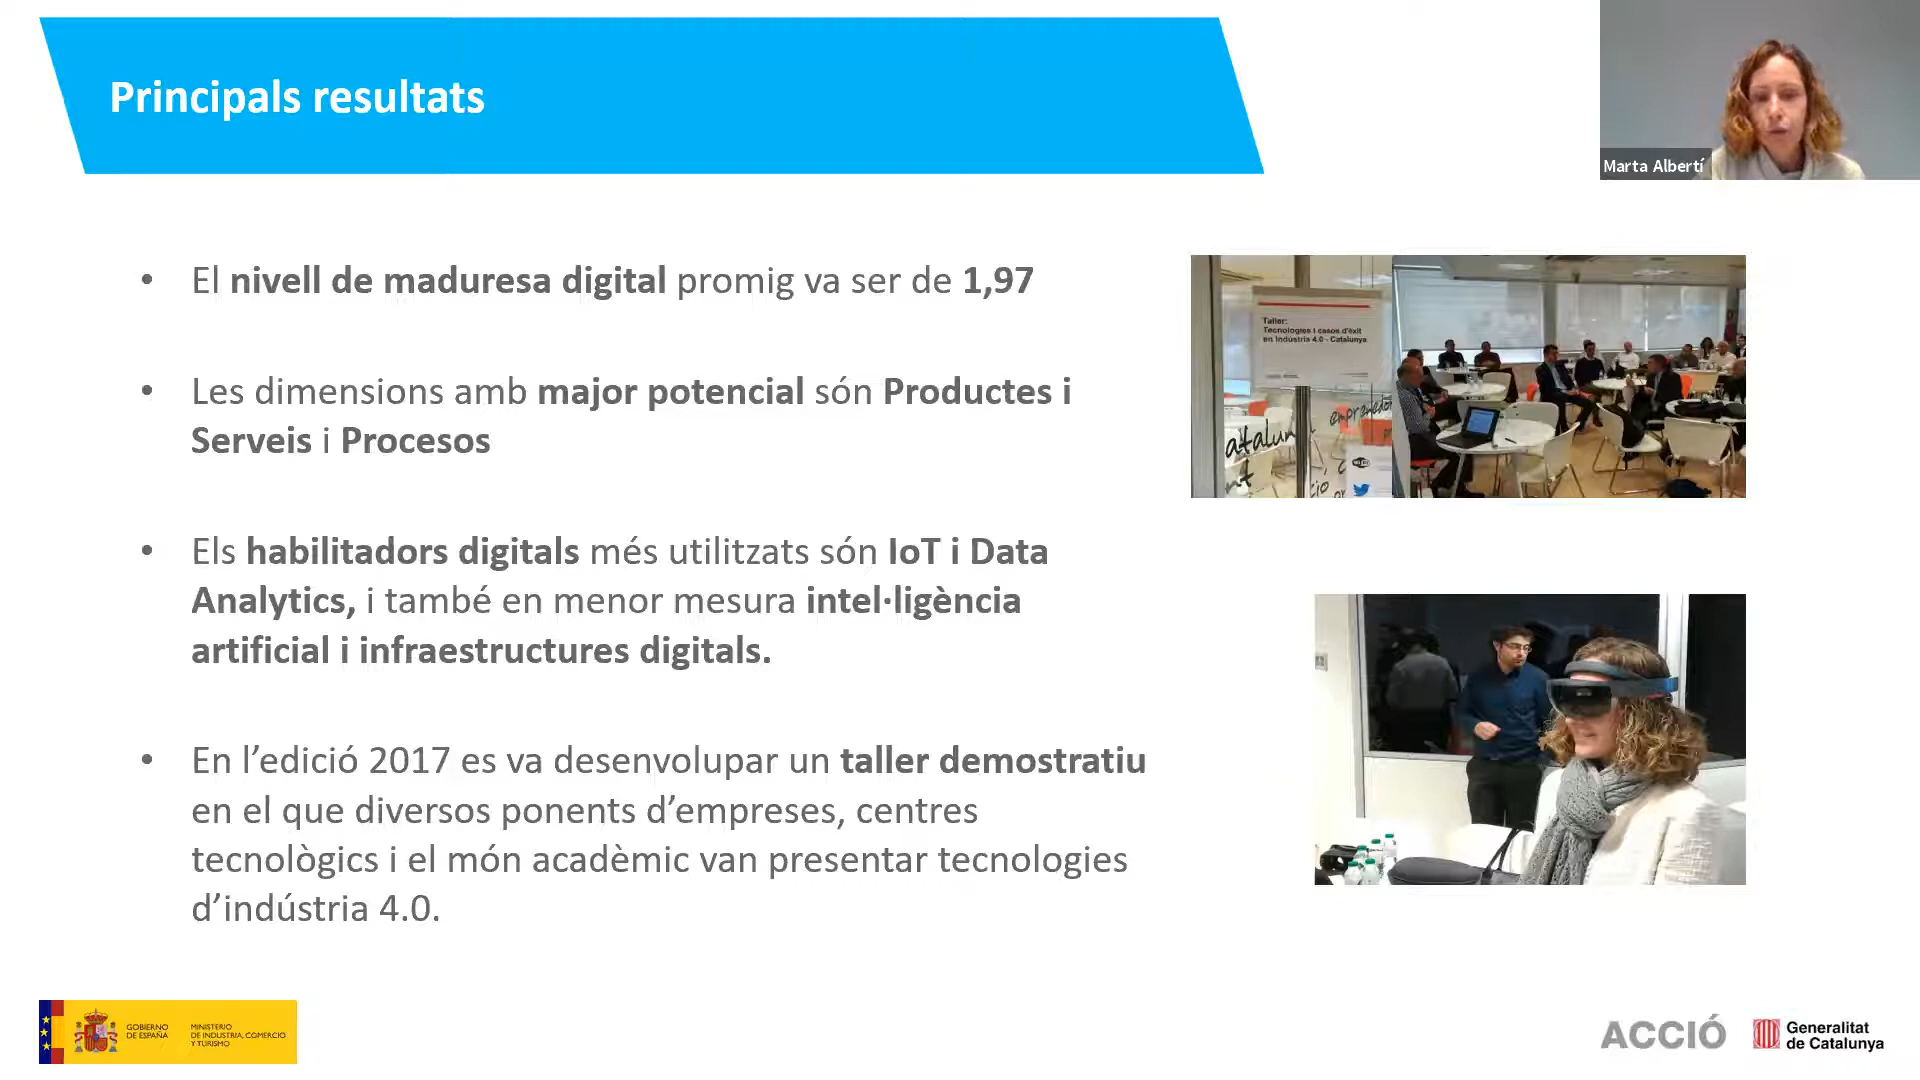 Principals resultats
Marta Albertí
• El nivell de maduresa digital promig va ser de 1,97
• Les dimensions amb major potencial són Productes i
Serveis i Procesos
• Els habilitadors digitals més utilitzats són IoT i Data
Analytics, i també en menor mesura intel·ligència
artificial i infraestructures digitals.
• En l’edició 2017 es va desenvolupar un taller demostratiu
en el que diversos ponents d’empreses, centres
tecnològics i el món acadèmic van presentar tecnologies
d’indústria 4.0.
Taller:
Tecnologies i casos d'èxit
en Indústria 4.0 - Catalunya
GOBIERNO
DE ESPAÑA
MINISTERIO
DE INDUSTRIA, COMERCIO
Y TURISMO
ACCIÓ
Generalitat
de Catalunya